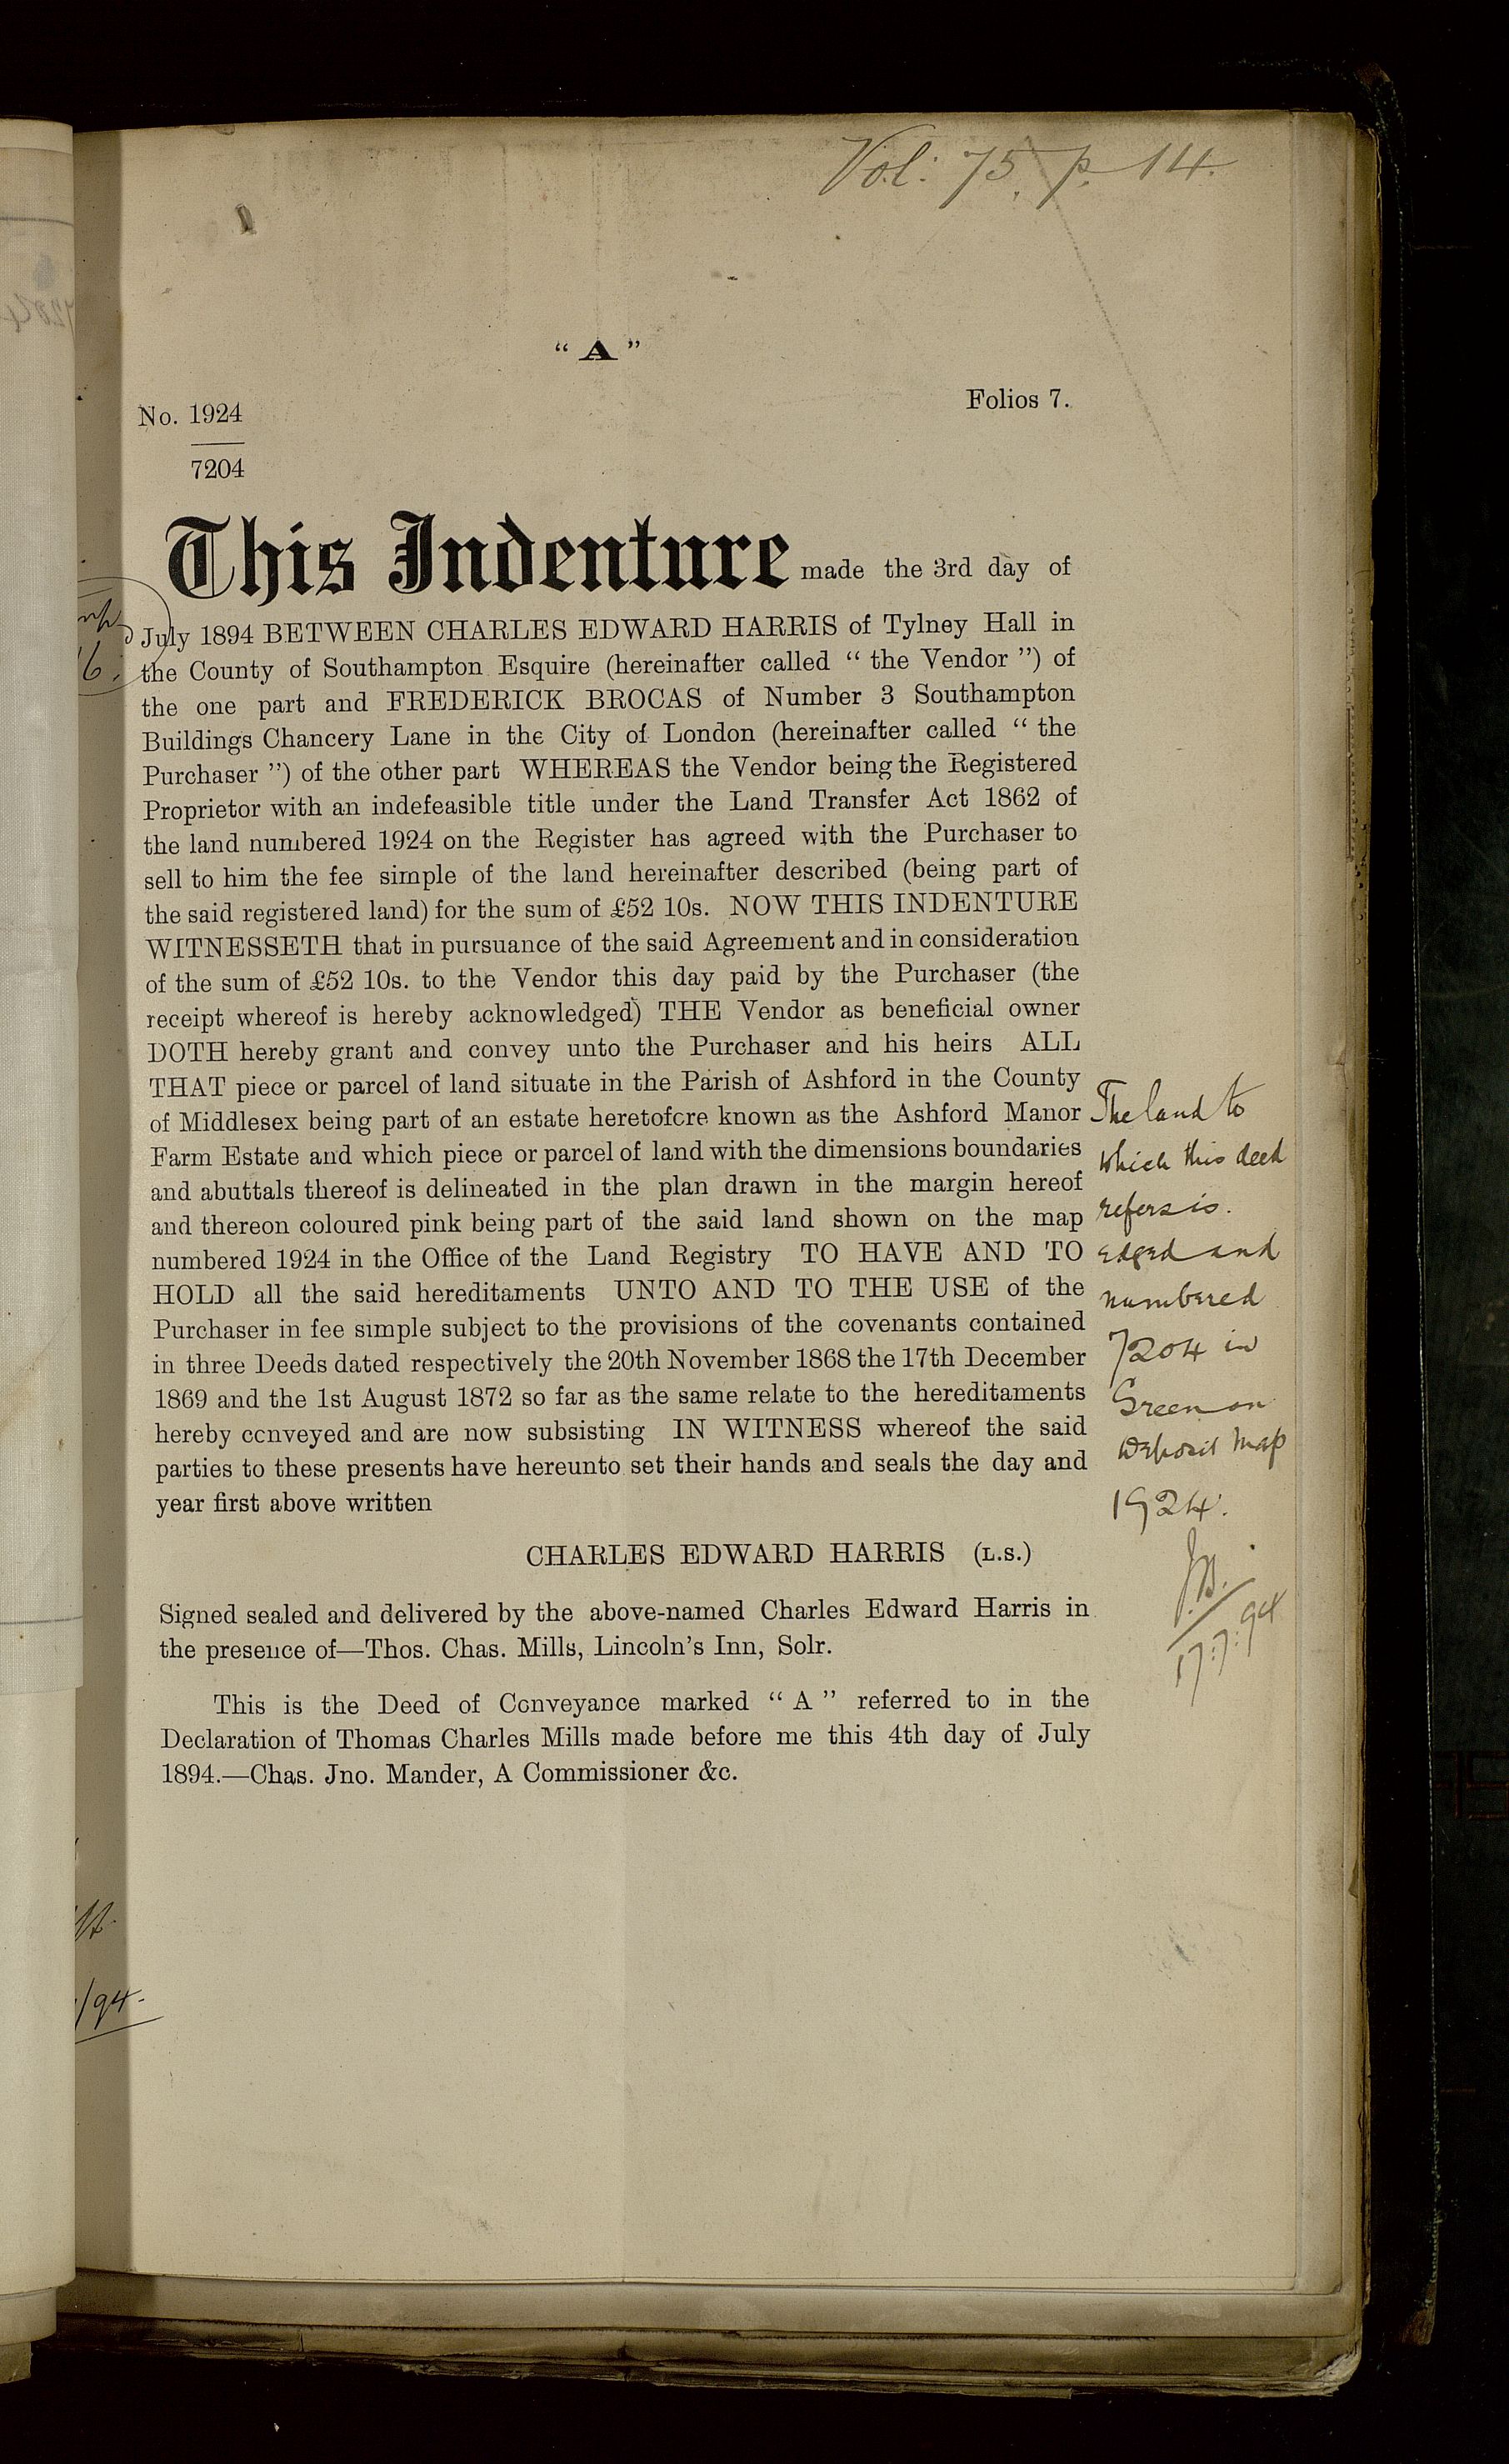 Vol: 75, p. 14.
“ A ”
No. 1924
7204
Folios 7.
This Indenture made the 3rd day of
July 1894 BETWEEN CHARLES EDWARD HARRIS of Tylney Hall in
the County of Southampton Esquire (hereinafter called “ the Vendor ”) of
the one part and FREDERICK BROCAS of Number 3 Southampton
Buildings Chancery Lane in the City of London (hereinafter called “ the
Purchaser ”) of the other part WHEREAS the Vendor being the Registered
Proprietor with an indefeasible title under the Land Transfer Act 1862 of
the land numbered 1924 on the Register has agreed with the Purchaser to
sell to him the fee simple of the land hereinafter described (being part of
the said registered land) for the sum of £52 10s. NOW THIS INDENTURE
WITNESSETH that in pursuance of the said Agreement and in consideration
of the sum of £52 10s. to the Vendor this day paid by the Purchaser (the
receipt whereof is hereby acknowledged) THE Vendor as beneficial owner
DOTH hereby grant and convey unto the Purchaser and his heirs ALL
THAT piece or parcel of land situate in the Parish of Ashford in the County
of Middlesex being part of an estate heretofore known as the Ashford Manor
Farm Estate and which piece or parcel of land with the dimensions boundaries
and abuttals thereof is delineated in the plan drawn in the margin hereof
and thereon coloured pink being part of the said land shown on the map
numbered 1924 in the Office of the Land Registry TO HAVE AND TO
HOLD all the said hereditaments UNTO AND TO THE USE of the
Purchaser in fee simple subject to the provisions of the covenants contained
in three Deeds dated respectively the 20th November 1868 the 17th December
1869 and the 1st August 1872 so far as the same relate to the hereditaments
hereby conveyed and are now subsisting IN WITNESS whereof the said
parties to these presents have hereunto set their hands and seals the day and
year first above written
CHARLES EDWARD HARRIS (L.S.)
Signed sealed and delivered by the above-named Charles Edward Harris in
the presence of—Thos. Chas. Mills, Lincoln’s Inn, Solr.
This is the Deed of Conveyance marked “ A ” referred to in the
Declaration of Thomas Charles Mills made before me this 4th day of July
1894.—Chas. Jno. Mander, A Commissioner &c.
The land to
which this deed
refers is.
edged and
numbered
7204 in
Green on
Deposit Map
1924.
17:7:94
/94.